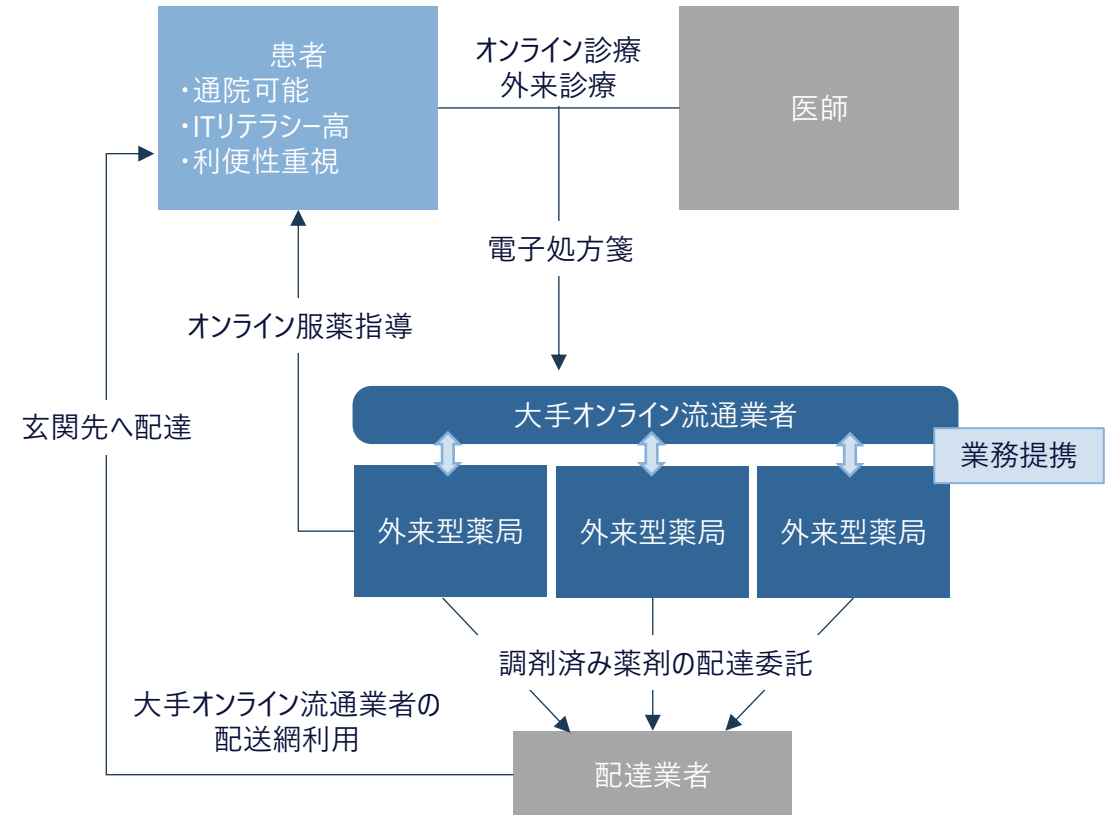 患者
・通院可能
・ITリテラシー高
・利便性重視
オンライン診療
外来診療
医師
電子処方箋
オンライン服薬指導
大手オンライン流通業者
玄関先へ配達
業務提携
外来型薬局
外来型薬局
外来型薬局
調剤済み薬剤の配達委託
大手オンライン流通業者の
配送網利用
配達業者